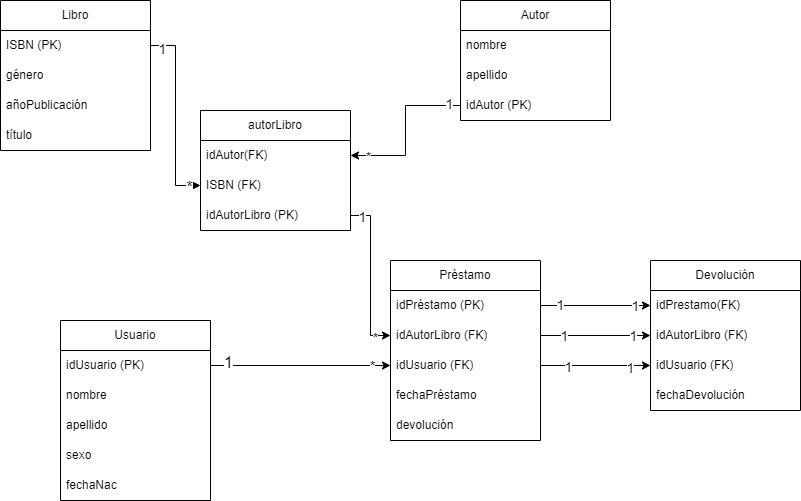 Libro
ISBN (PK)
género
añoPublicación
título
Autor
nombre
apellido
idAutor (PK)
autorLibro
idAutor(FK)
ISBN (FK)
idAutorLibro (PK)
Préstamo
idPréstamo (PK)
idAutorLibro (FK)
idUsuario (FK)
fechaPréstamo
devolución
Devolución
idPrestamo(FK)
idAutorLibro (FK)
idUsuario (FK)
fechaDevolución
Usuario
idUsuario (PK)
nombre
apellido
sexo
fechaNac
1
*
1
*
1
*
1
*
1
1
1
1
1
1